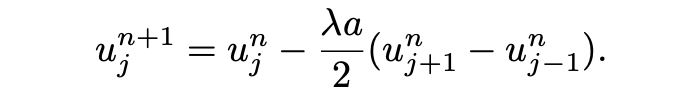 u_j^{n+1} = u_j^n - \frac{\lambda a}{2}(u_{j+1}^n - u_{j-1}^n).